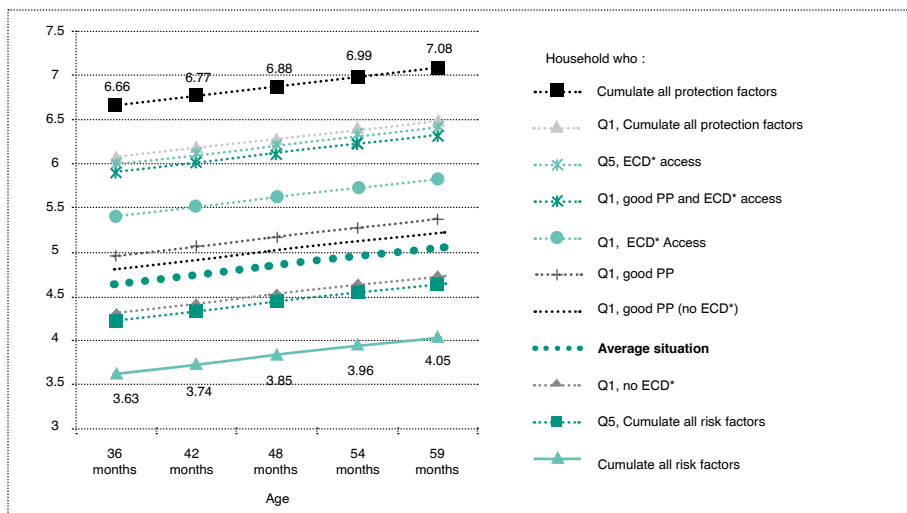 7.5
7
6.5
6
5.5
5
4.5
4
3.5
3
6.66
6.77
6.88
6.99
7.08
3.63
3.74
3.85
3.96
4.05
36 months
42 months
48 months
54 months
59 months
Age
Household who :
Cumulate all protection factors
Q1, Cumulate all protection factors
Q5, ECD* access
Q1, good PP and ECD* access
Q1, ECD* Access
Q1, good PP
Q1, good PP (no ECD*)
Average situation
Q1, no ECD*
Q5, Cumulate all risk factors
Cumulate all risk factors